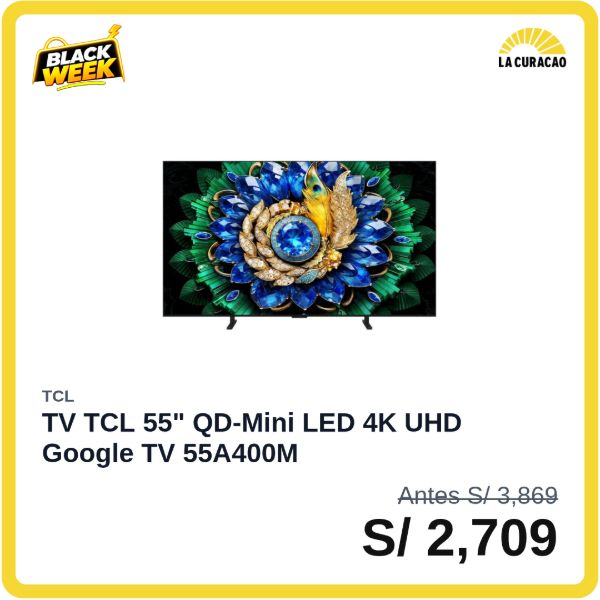 BLACK
WEEK
LA CURACAO
TCL
TV TCL 55" QD-Mini LED 4K UHD
Google TV 55A400M
Antes S/ 3,869
S/ 2,709